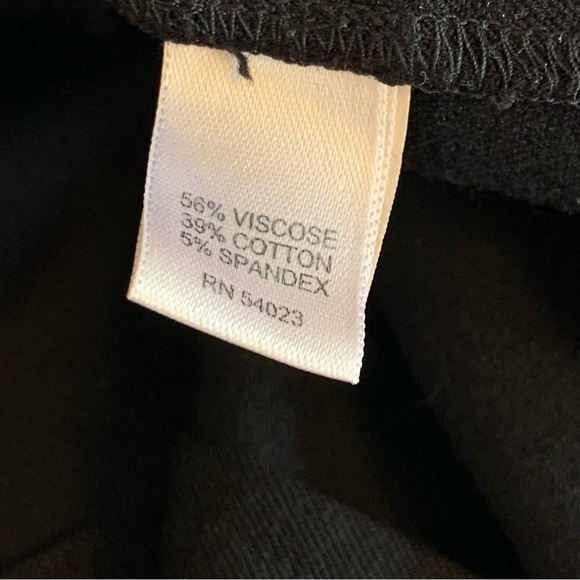 56% VISCOSE
39% COTTON
5% SPANDEX
RN 54023